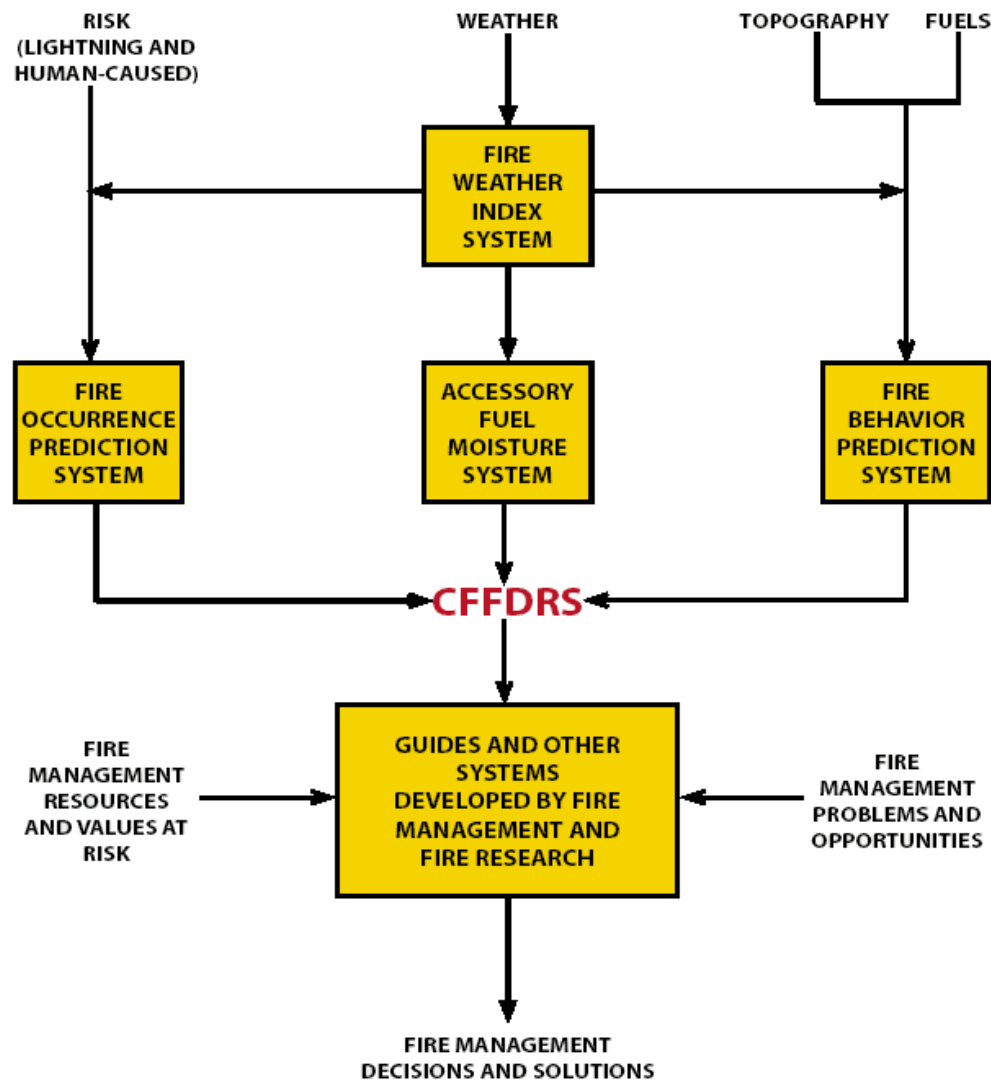 RISK
(LIGHTNING AND
HUMAN-CAUSED)
WEATHER
TOPOGRAPHY
FUELS
FIRE
WEATHER
INDEX
SYSTEM
FIRE
OCCURRENCE
PREDICTION
SYSTEM
ACCESSORY
FUEL
MOISTURE
SYSTEM
FIRE
BEHAVIOR
PREDICTION
SYSTEM
CFFDRS
FIRE
MANAGEMENT
RESOURCES
AND VALUES AT
RISK
GUIDES AND OTHER
SYSTEMS
DEVELOPED BY FIRE
MANAGEMENT AND
FIRE RESEARCH
FIRE
MANAGEMENT
PROBLEMS AND
OPPORTUNITIES
FIRE MANAGEMENT
DECISIONS AND SOLUTIONS